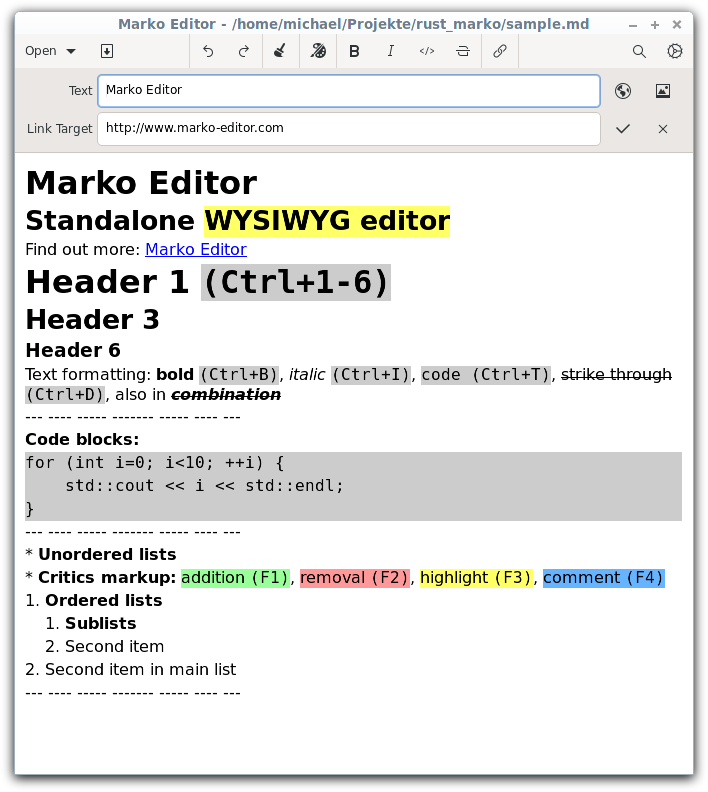 Marko Editor - /home/michael/Projekte/rust_marko/sample.md
Open
B I </> S
Text Marko Editor
Link Target http://www.marko-editor.com
Marko Editor
Standalone WYSIWYG editor
Find out more: Marko Editor
Header 1 (Ctrl+1-6)
Header 3
Header 6
Text formatting: bold (Ctrl+B), italic (Ctrl+I), code (Ctrl+T), strike through
(Ctrl+D), also in combination
--- ---- ----- ------- ----- ---- ---
Code blocks:
for (int i=0; i<10; ++i) {
    std::cout << i << std::endl;
}
--- ---- ----- ------- ----- ---- ---
* Unordered lists
* Critics markup: addition (F1), removal (F2), highlight (F3), comment (F4)
1. Ordered lists
    1. Sublists
    2. Second item
2. Second item in main list
--- ---- ----- ------- ----- ---- ---